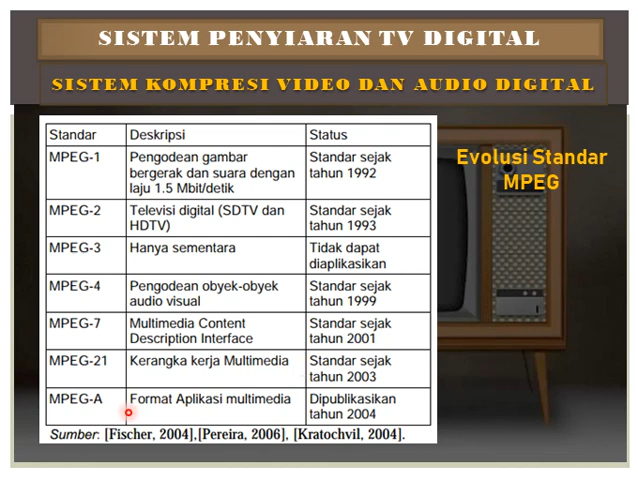 SISTEM PENYIARAN TV DIGITAL
SISTEM KOMPRESI VIDEO DAN AUDIO DIGITAL
Standar Deskripsi Status
MPEG-1 Pengodean gambar Standar sejak
bergerak dan suara dengan tahun 1992
laju 1.5 Mbit/detik
MPEG-2 Televisi digital (SDTV dan Standar sejak
HDTV) tahun 1993
MPEG-3 Hanya sementara Tidak dapat
diaplikasikan
MPEG-4 Pengodean obyek-obyek Standar sejak
audio visual tahun 1999
MPEG-7 Multimedia Content Standar sejak
Description Interface tahun 2001
MPEG-21 Kerangka kerja Multimedia Standar sejak
tahun 2003
MPEG-A Format Aplikasi multimedia Dipublikasikan
tahun 2004
Sumber: [Fischer, 2004],[Pereira, 2006], [Kratochvil, 2004].
Evolusi Standar
MPEG